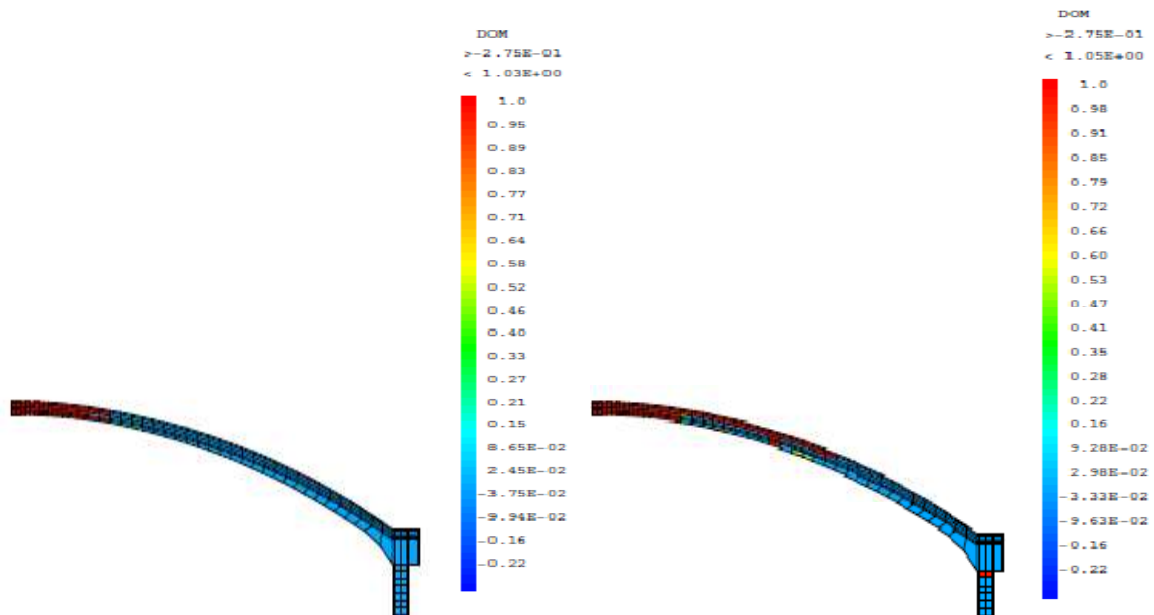 DOM
>-2.75E-01
< 1.03E+00
1.0
0.95
0.89
0.83
0.77
0.71
0.64
0.58
0.52
0.46
0.40
0.33
0.27
0.21
0.15
8.65E-02
2.45E-02
-3.75E-02
-9.94E-02
-0.16
-0.22
DOM
>-2.75E-01
< 1.05E+00
1.0
0.98
0.91
0.85
0.79
0.72
0.66
0.60
0.53
0.47
0.41
0.35
0.28
0.22
0.16
9.28E-02
2.98E-02
-3.33E-02
-9.63E-02
-0.16
-0.22